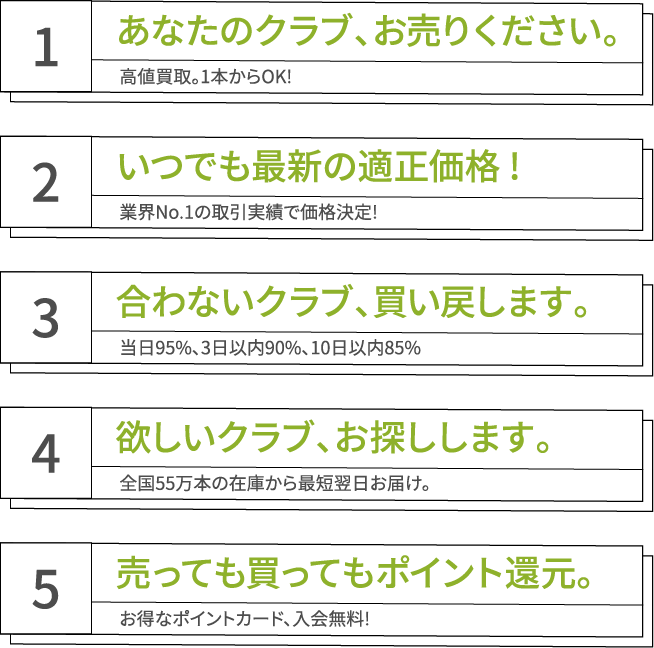 1
あなたのクラブ、お売りください。
高値買取。1本からOK!
2
いつでも最新の適正価格！
業界No.1の取引実績で価格決定!
3
合わないクラブ、買い戻します。
当日95%、3日以内90%、10日以内85%
4
欲しいクラブ、お探しします。
全国55万本の在庫から最短翌日お届け。
5
売っても買ってもポイント還元。
お得なポイントカード、入会無料!